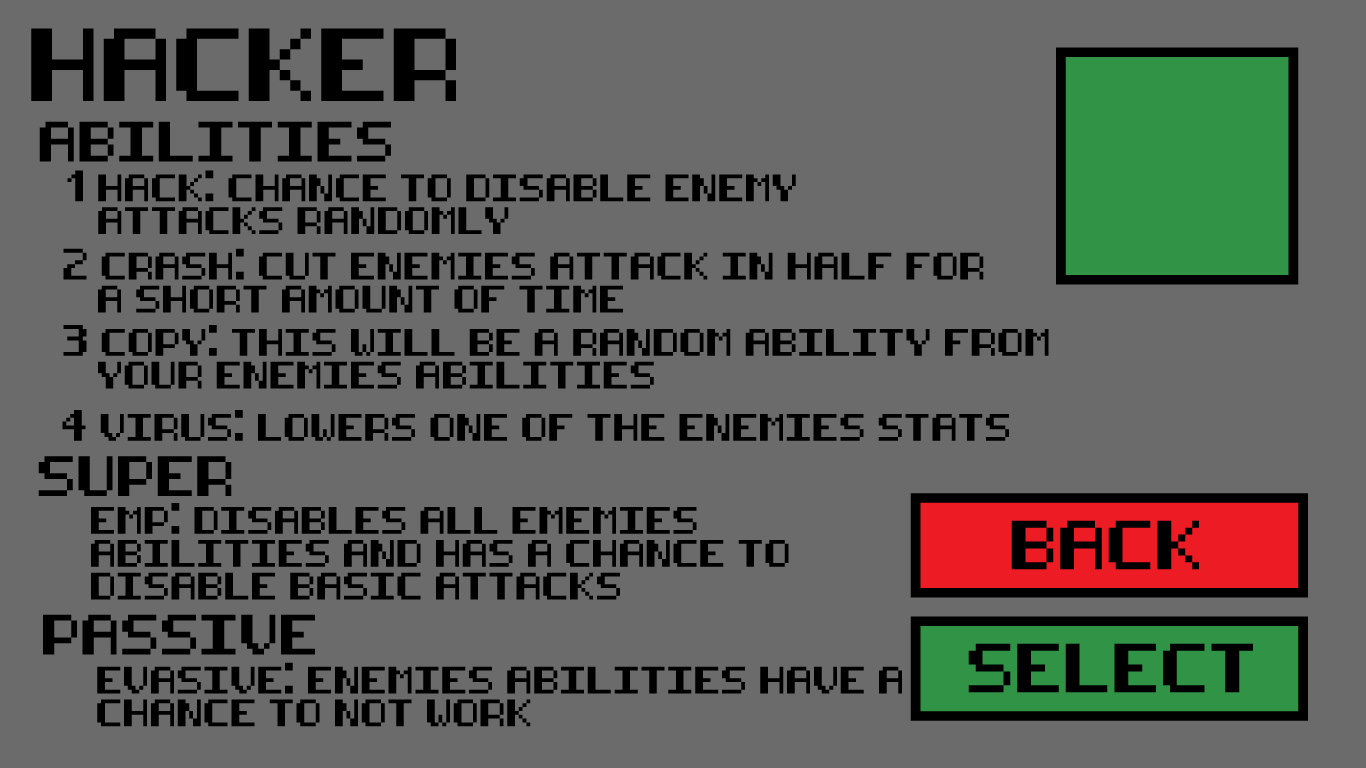 HACKER
ABILITIES
1 HACK: CHANCE TO DISABLE ENEMY
ATTACKS RANDOMLY
2 CRASH: CUT ENEMIES ATTACK IN HALF FOR
A SHORT AMOUNT OF TIME
3 COPY: THIS WILL BE A RANDOM ABILITY FROM
YOUR ENEMIES ABILITIES
4 VIRUS: LOWERS ONE OF THE ENEMIES STATS
SUPER
EMP: DISABLES ALL EMEMIES
ABILITIES AND HAS A CHANCE TO
DISABLE BASIC ATTACKS
PASSIVE
EVASIVE: ENEMIES ABILITIES HAVE A
CHANCE TO NOT WORK
BACK
SELECT